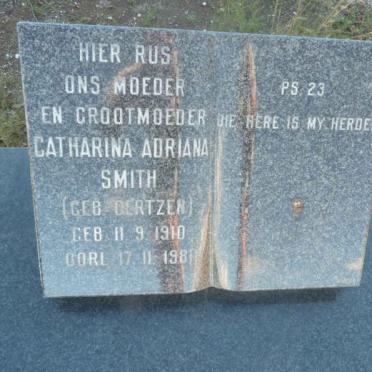 HIER RUS
ONS MOEDER
EN GROOTMOEDER
CATHARINA ADRIANA
SMITH
(GEB OERTZEN)
GEB 11.9.1910
OORL 17.11.1981
PS. 23
DIE HERE IS MY HERDER